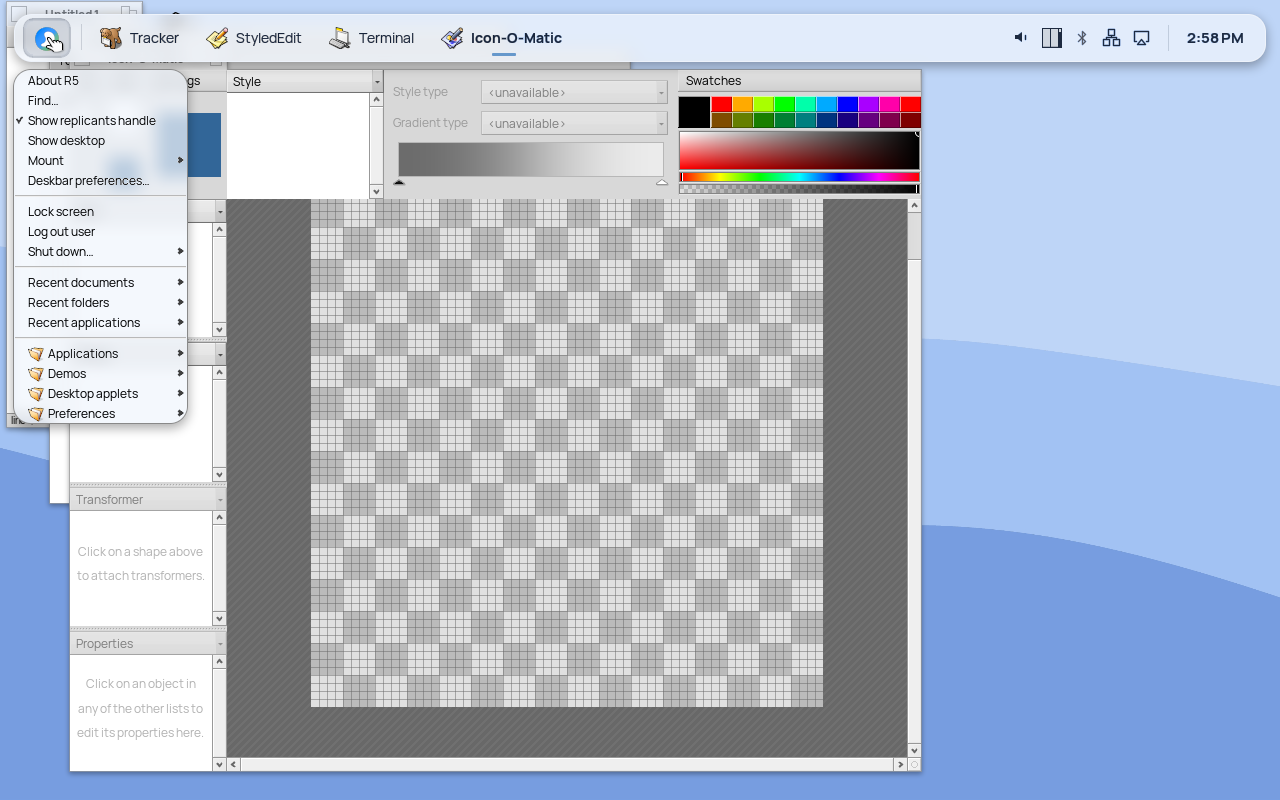 Tracker
StyledEdit
Terminal
Icon-O-Matic
2:58 PM
About R5
Find...
Show replicants handle
Show desktop
Mount
Deskbar preferences...
Lock screen
Log out user
Shut down...
Recent documents
Recent folders
Recent applications
Applications
Demos
Desktop applets
Preferences
Style
Style type
<unavailable>
Gradient type
<unavailable>
Swatches
Transformer
Click on a shape above
to attach transformers.
Properties
Click on an object in
any of the other lists to
edit its properties here.